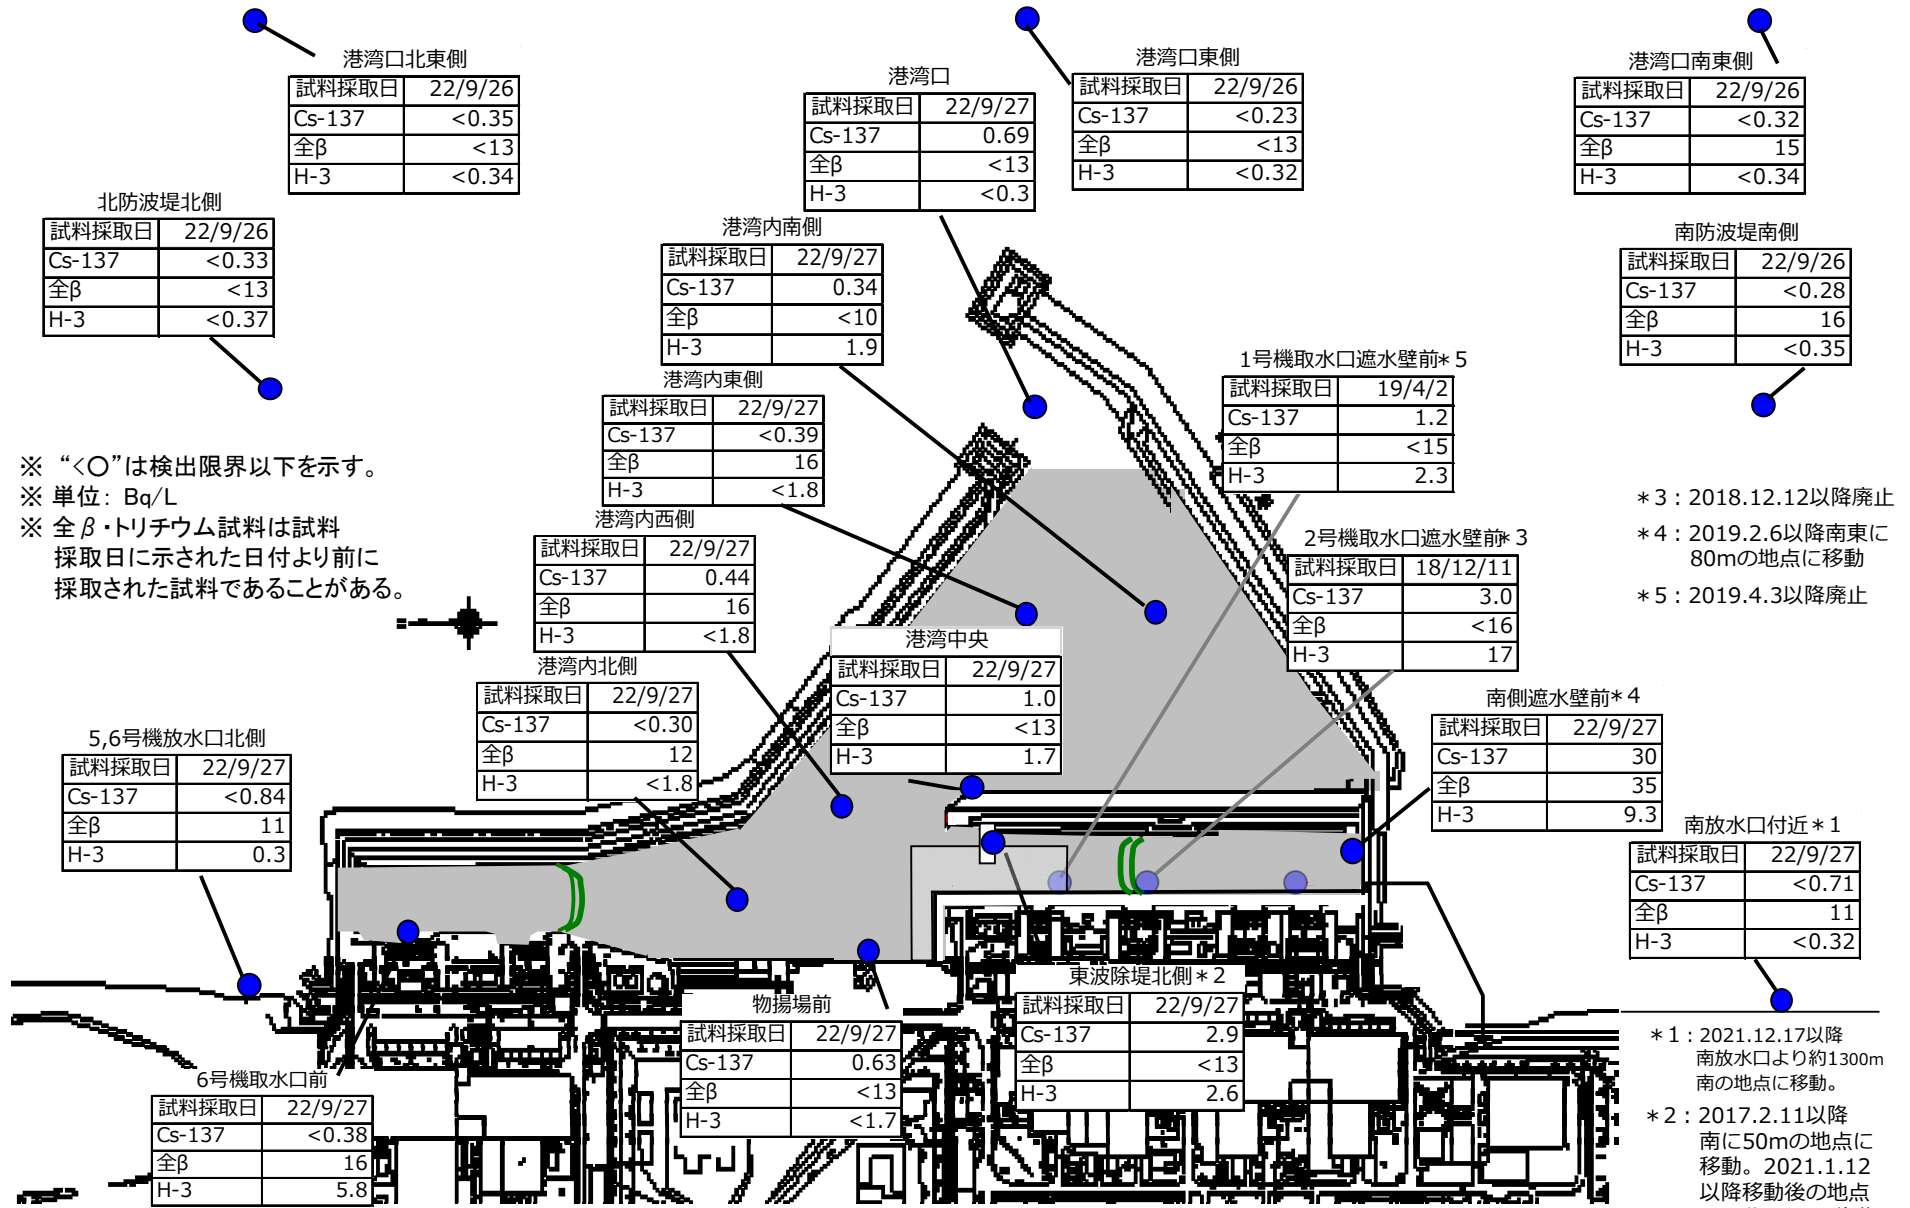 港湾口北東側
試料採取日 22/9/26
Cs-137 <0.35
全β <13
H-3 <0.34
港湾口
試料採取日 22/9/27
Cs-137 0.69
全β <13
H-3 <0.3
港湾口東側
試料採取日 22/9/26
Cs-137 <0.23
全β <13
H-3 <0.32
港湾口南東側
試料採取日 22/9/26
Cs-137 <0.32
全β 15
H-3 <0.34
北防波堤北側
試料採取日 22/9/26
Cs-137 <0.33
全β <13
H-3 <0.37
港湾内南側
試料採取日 22/9/27
Cs-137 0.34
全β <10
H-3 1.9
南防波堤南側
試料採取日 22/9/26
Cs-137 <0.28
全β 16
H-3 <0.35
港湾内東側
試料採取日 22/9/27
Cs-137 <0.39
全β 16
H-3 <1.8
1号機取水口遮水壁前*5
試料採取日 19/4/2
Cs-137 1.2
全β <15
H-3 2.3
※ “<〇”は検出限界以下を示す。
※ 単位: Bq/L
※ 全β・トリチウム試料は試料
採取日に示された日付より前に
採取された試料であることがある。
港湾内西側
試料採取日 22/9/27
Cs-137 0.44
全β 16
H-3 <1.8
2号機取水口遮水壁前*3
試料採取日 18/12/11
Cs-137 3.0
全β <16
H-3 17
*3：2018.12.12以降廃止
*4：2019.2.6以降南東に
80mの地点に移動
*5：2019.4.3以降廃止
港湾中央
試料採取日 22/9/27
Cs-137 1.0
全β <13
H-3 1.7
港湾内北側
試料採取日 22/9/27
Cs-137 <0.30
全β 12
H-3 <1.8
南側遮水壁前*4
試料採取日 22/9/27
Cs-137 30
全β 35
H-3 9.3
5,6号機放水口北側
試料採取日 22/9/27
Cs-137 <0.84
全β 11
H-3 0.3
南放水口付近*1
試料採取日 22/9/27
Cs-137 <0.71
全β 11
H-3 <0.32
東波除堤北側*2
試料採取日 22/9/27
Cs-137 2.9
全β <13
H-3 2.6
物揚場前
試料採取日 22/9/27
Cs-137 0.63
全β <13
H-3 <1.7
6号機取水口前
試料採取日 22/9/27
Cs-137 <0.38
全β 16
H-3 5.8
*1：2021.12.17以降
南放水口より約1300m
南の地点に移動。
*2：2017.2.11以降
南に50mの地点に
移動。2021.1.12
以降移動後の地点